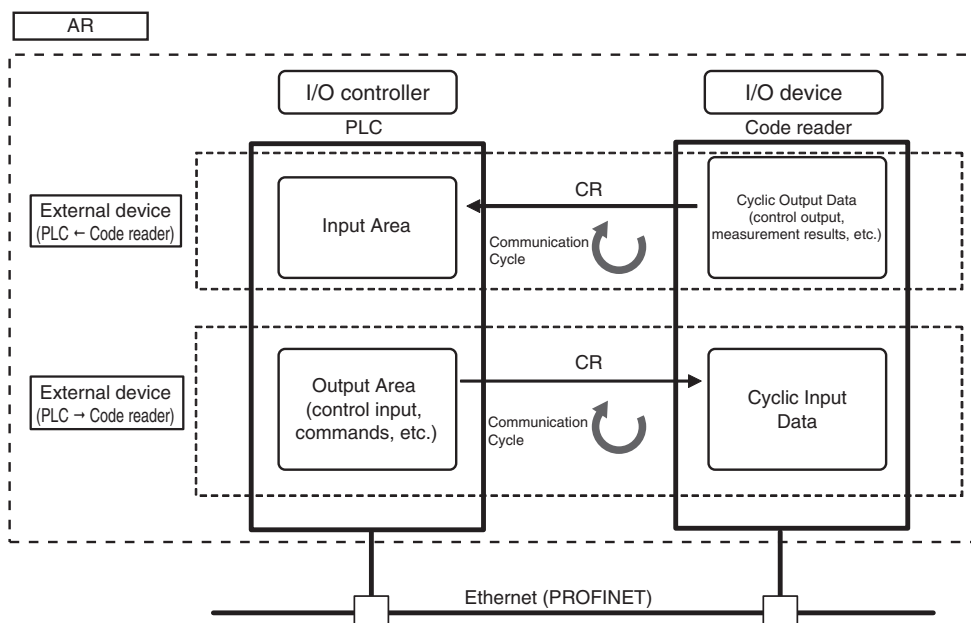 AR
I/O controller
PLC
I/O device
Code reader
External device
(PLC ← Code reader)
Input Area
CR
Communication
Cycle
Cyclic Output Data
(control output,
measurement results, etc.)
External device
(PLC → Code reader)
Output Area
(control input,
commands, etc.)
CR
Communication
Cycle
Cyclic Input
Data
Ethernet (PROFINET)